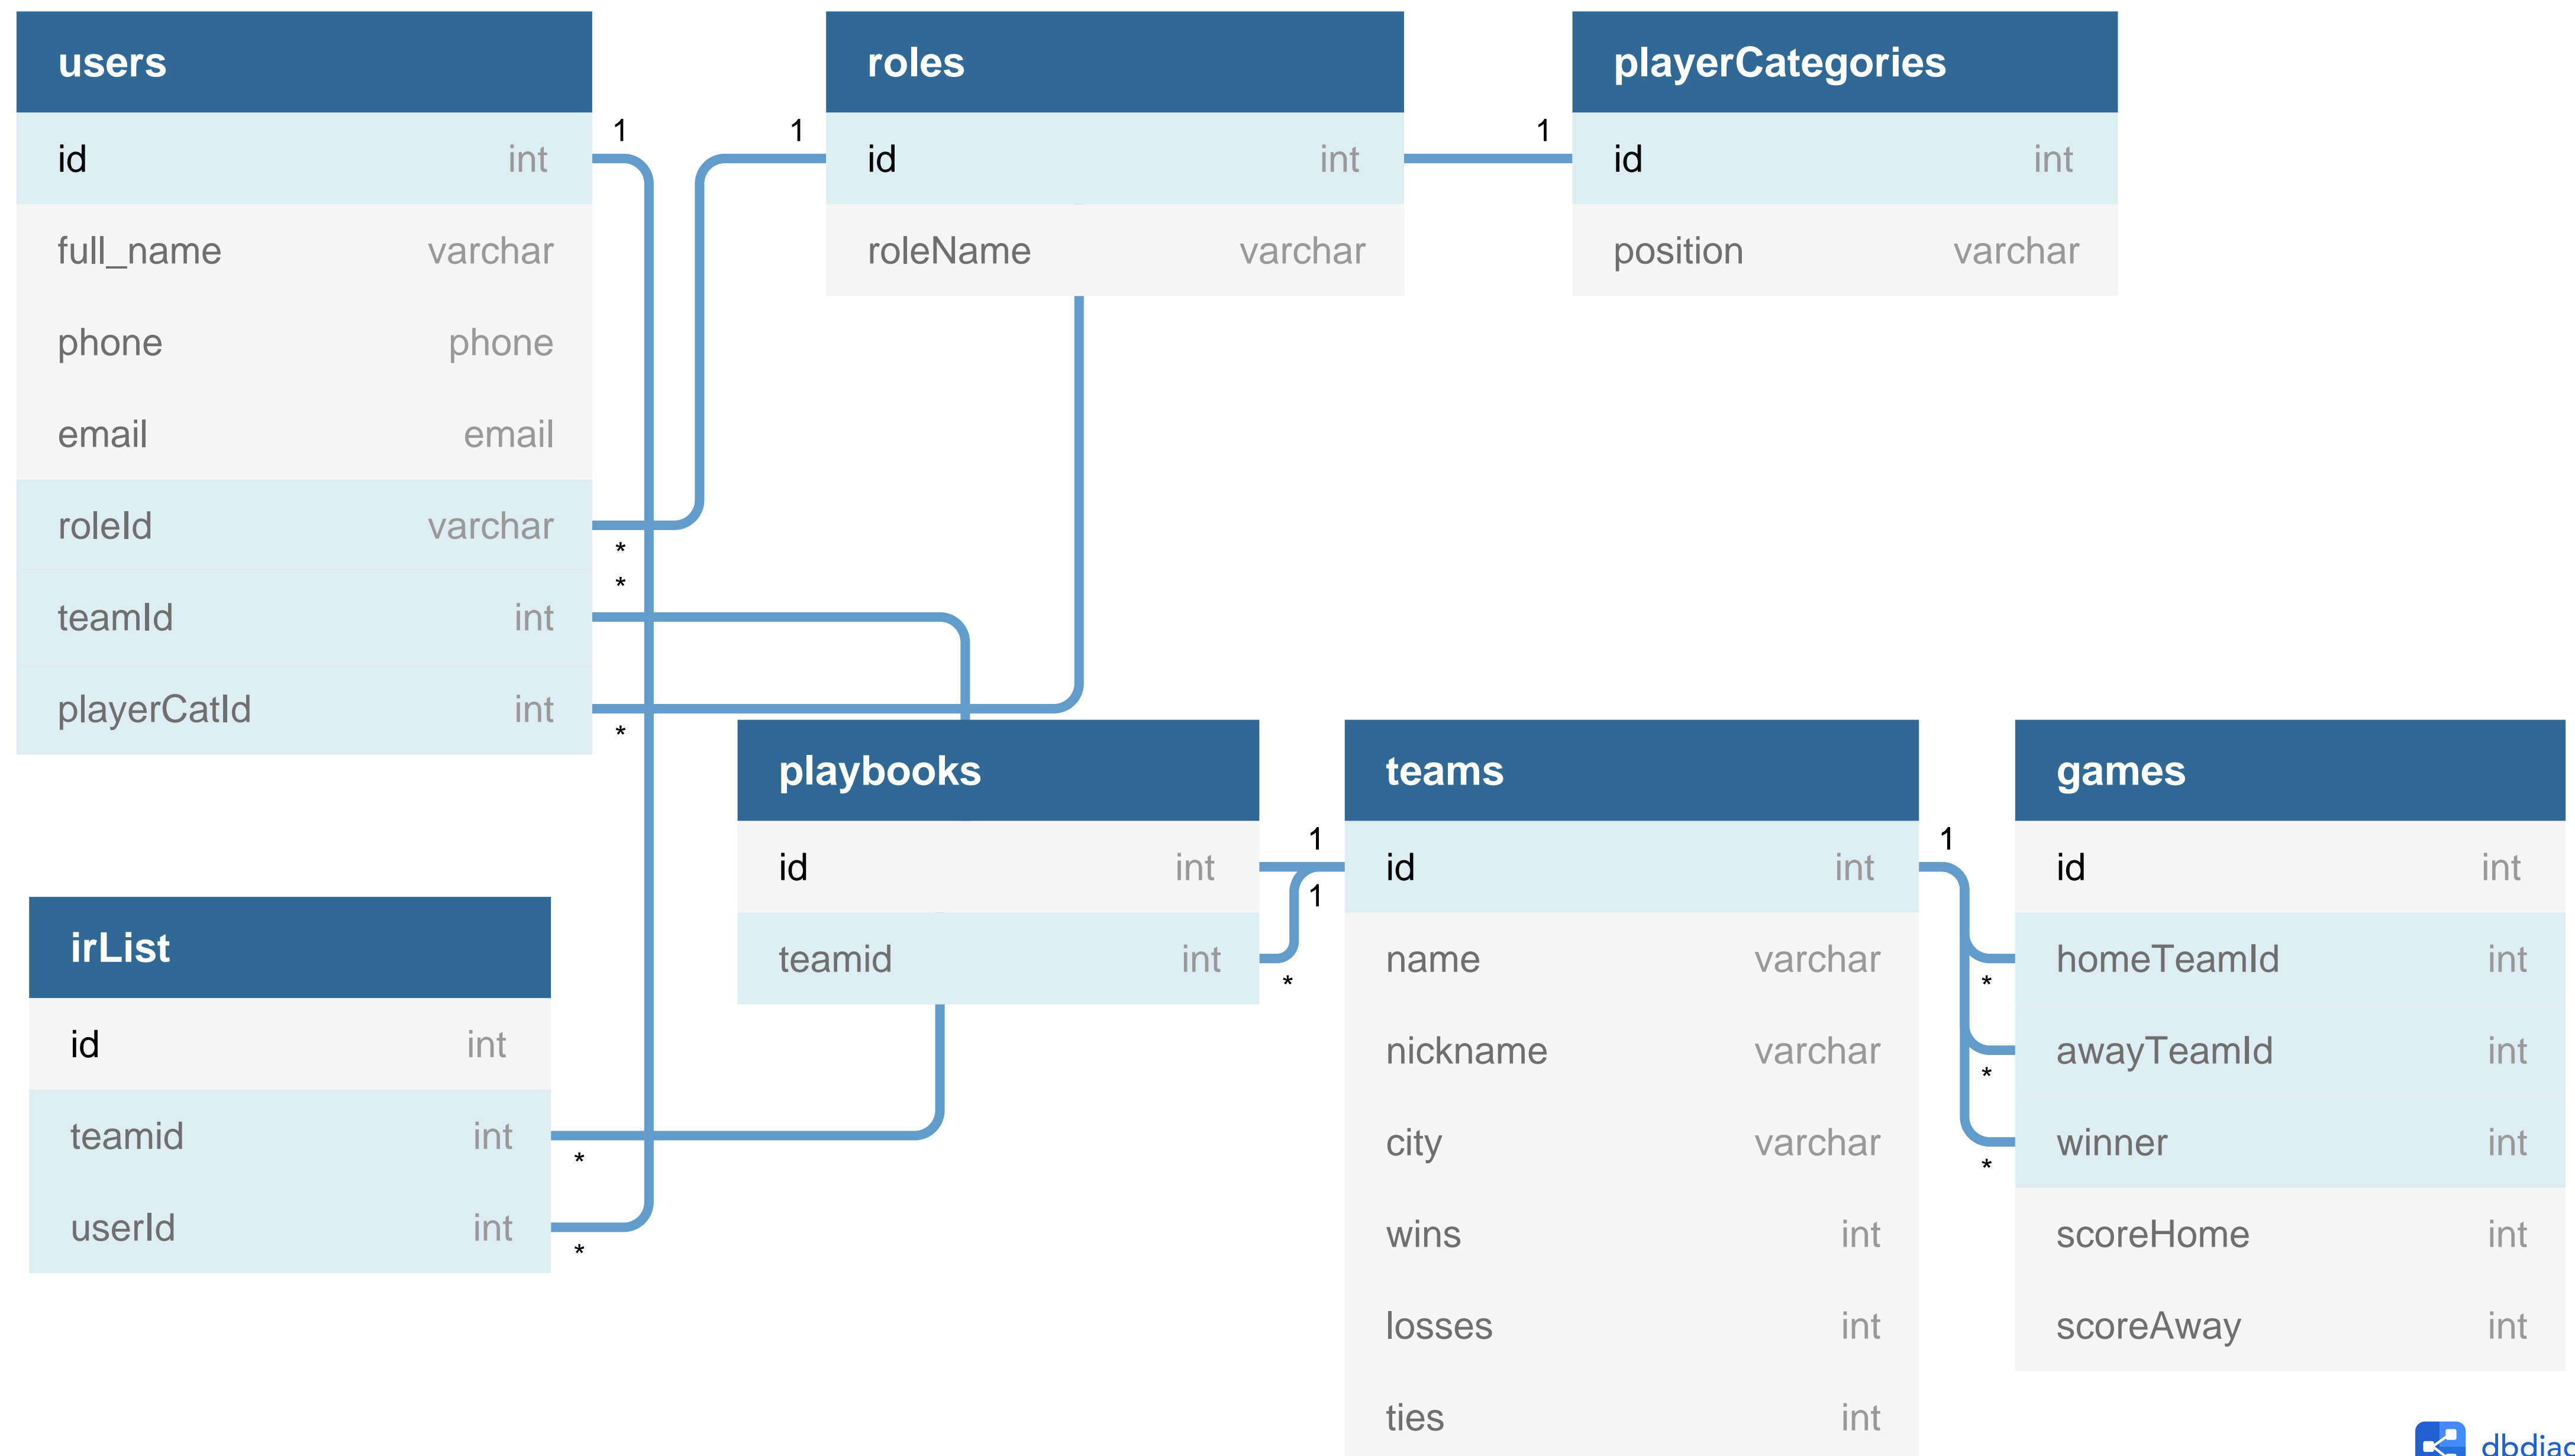 users
id int
full_name varchar
phone phone
email email
roleId varchar
teamId int
playerCatId int
1
*
*
*
roles
1
id int
roleName varchar
playerCategories
1
id int
position varchar
irList
id int
teamid int
userId int
*
*
playbooks
id int
teamid int
*
teams
1
1
id int
name varchar
nickname varchar
city varchar
wins int
losses int
ties int
1
games
id int
homeTeamId int
awayTeamId int
winner int
scoreHome int
scoreAway int
*
*
*